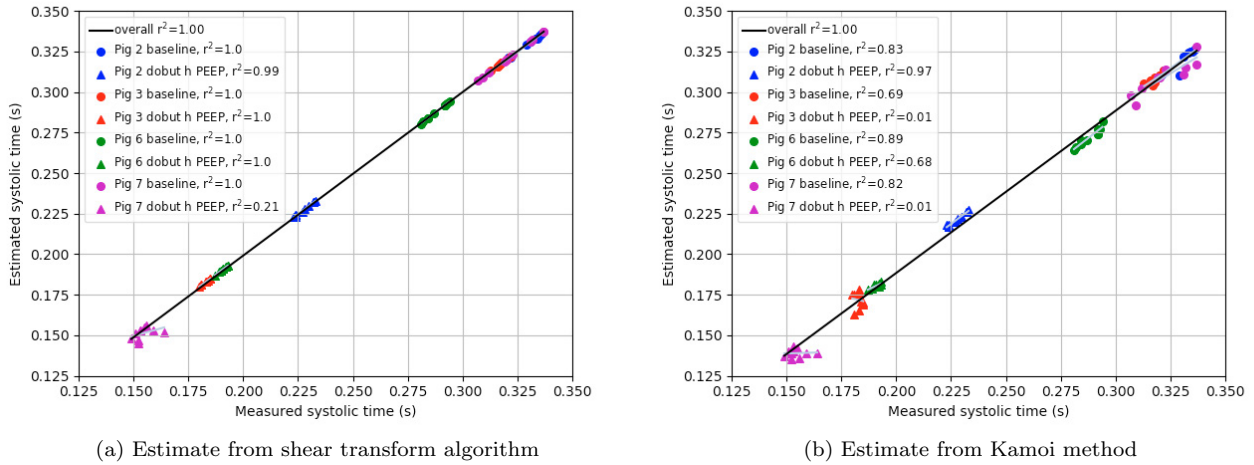 0.350
0.325
0.300
0.275
0.250
0.225
0.200
0.175
0.150
0.125
Estimated systolic time (s)
overall r²=1.00
Pig 2 baseline, r²=1.0
Pig 2 dobut h PEEP, r²=0.99
Pig 3 baseline, r²=1.0
Pig 3 dobut h PEEP, r²=1.0
Pig 6 baseline, r²=1.0
Pig 6 dobut h PEEP, r²=1.0
Pig 7 baseline, r²=1.0
Pig 7 dobut h PEEP, r²=0.21
0.125 0.150 0.175 0.200 0.225 0.250 0.275 0.300 0.325 0.350
Measured systolic time (s)
(a) Estimate from shear transform algorithm
0.350
0.325
0.300
0.275
0.250
0.225
0.200
0.175
0.150
0.125
Estimated systolic time (s)
overall r²=1.00
Pig 2 baseline, r²=0.83
Pig 2 dobut h PEEP, r²=0.97
Pig 3 baseline, r²=0.69
Pig 3 dobut h PEEP, r²=0.01
Pig 6 baseline, r²=0.89
Pig 6 dobut h PEEP, r²=0.68
Pig 7 baseline, r²=0.82
Pig 7 dobut h PEEP, r²=0.01
0.125 0.150 0.175 0.200 0.225 0.250 0.275 0.300 0.325 0.350
Measured systolic time (s)
(b) Estimate from Kamoi method